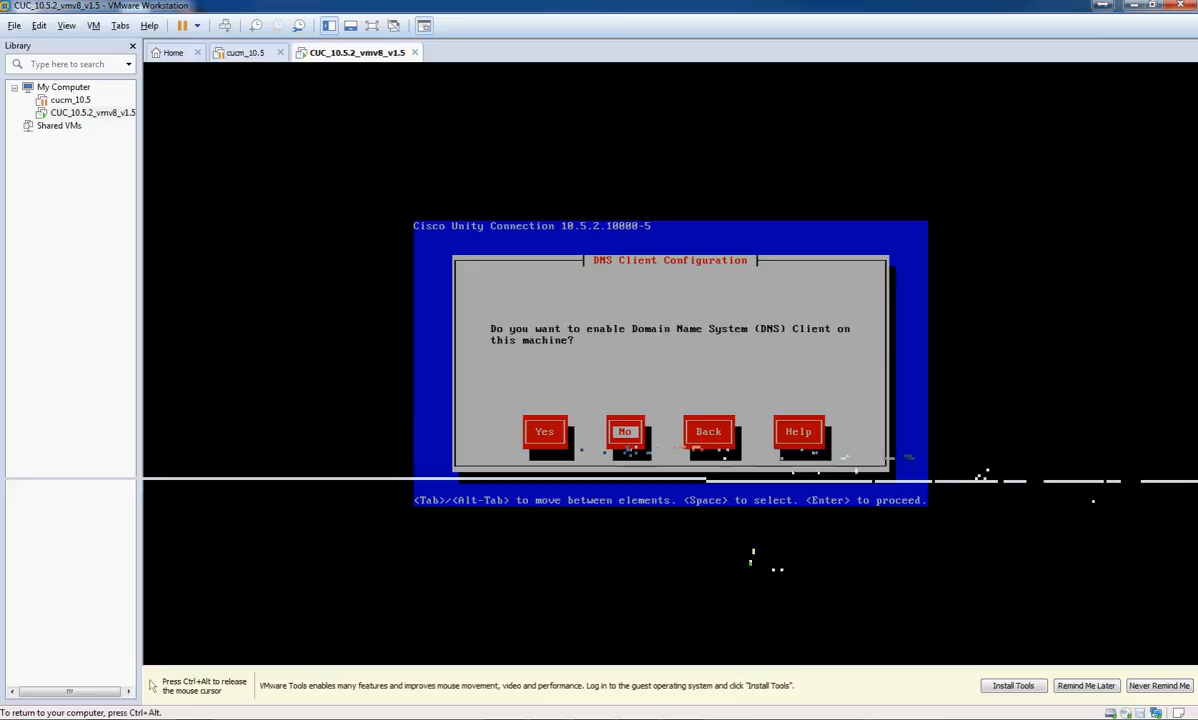 CUC_10.5.2_vmv8_v1.5 - VMware Workstation
File Edit View VM Tabs Help
Library
Home
cucm_10.5
CUC_10.5.2_vmv8_v1.5
Type here to search
My Computer
cucm_10.5
CUC_10.5.2_vmv8_v1.5
Shared VMs
Cisco Unity Connection 10.5.2.10000-5
DNS Client Configuration
Do you want to enable Domain Name System (DNS) Client on
this machine?
Yes No Back Help
<Tab>/<Alt-Tab> to move between elements. <Space> to select. <Enter> to proceed.
Press Ctrl+Alt to release
the mouse cursor
VMware Tools enables many features and improves mouse movement, video and performance. Log in to the guest operating system and click "Install Tools".
Install Tools
Remind Me Later
Never Remind Me
To return to your computer, press Ctrl+Alt.